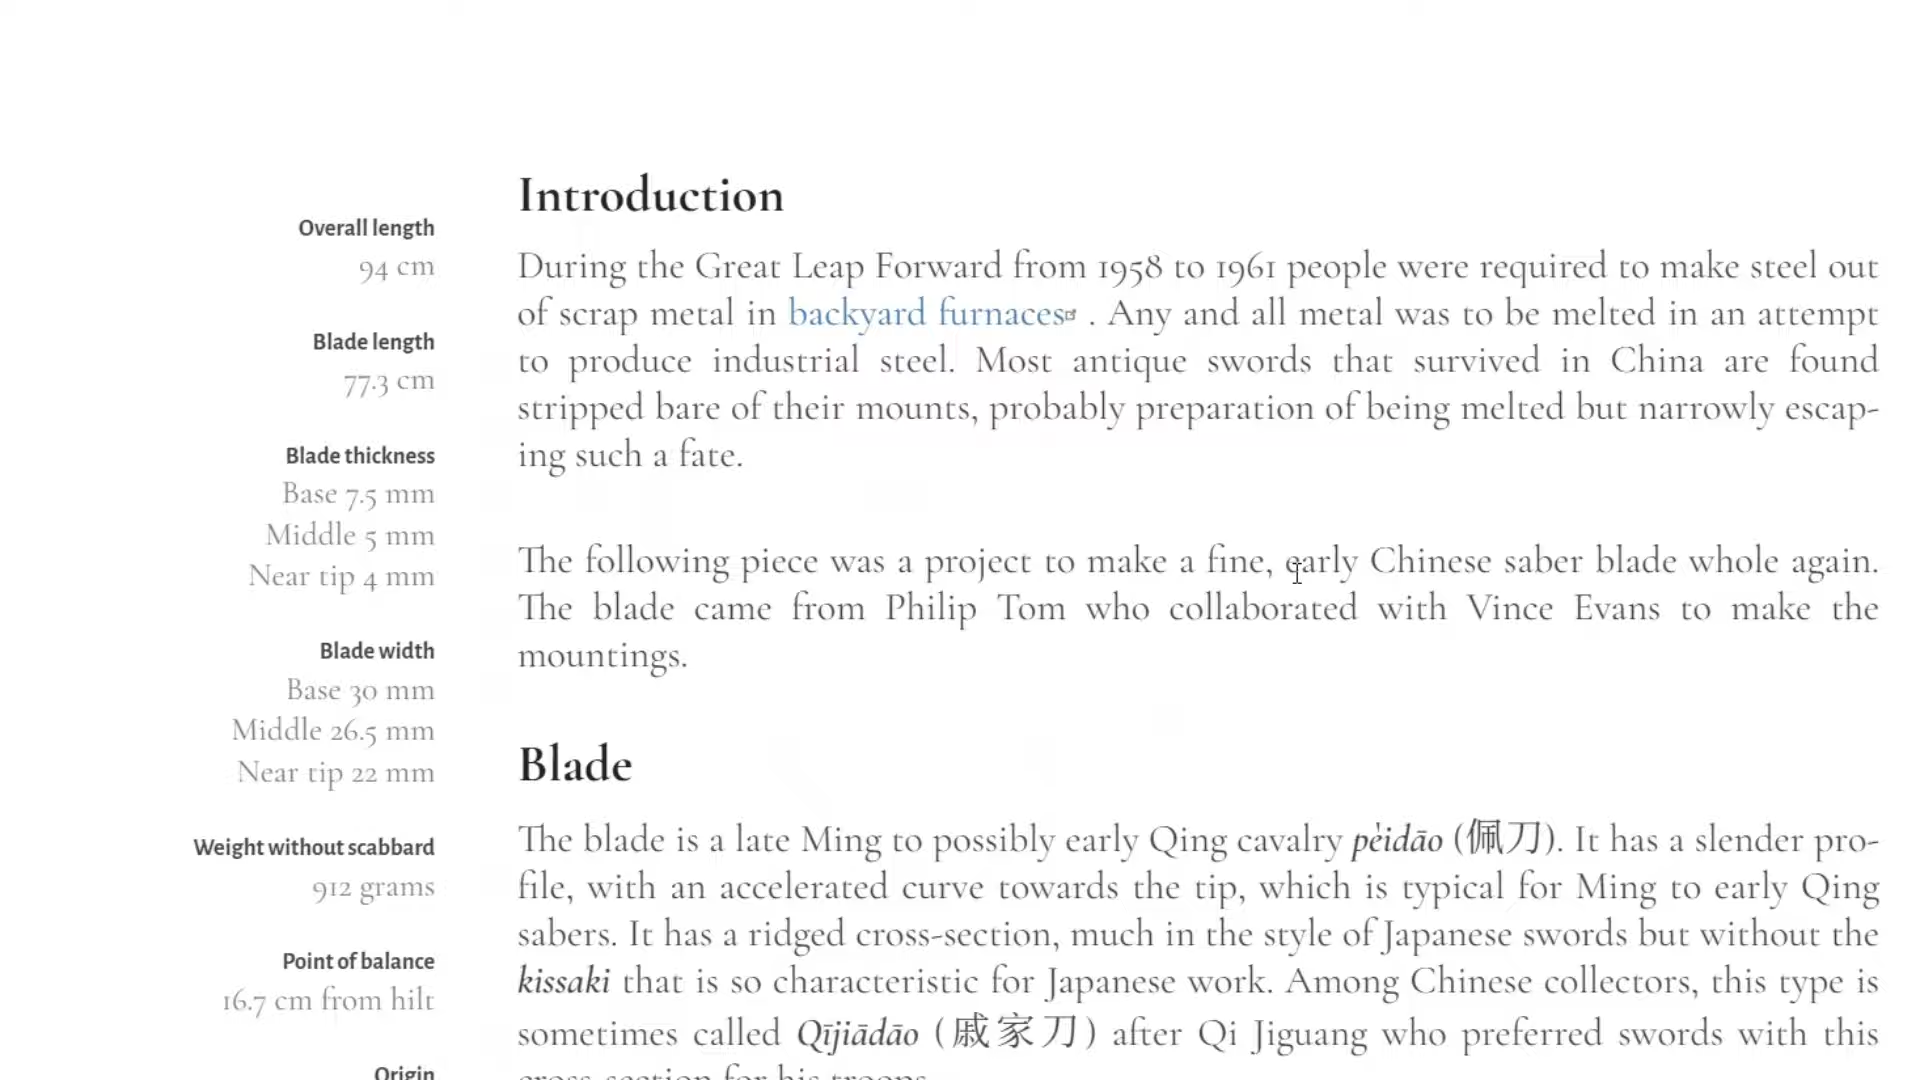 Overall length
94 cm
Blade length
77.3 cm
Blade thickness
Base 7.5 mm
Middle 5 mm
Near tip 4 mm
Blade width
Base 30 mm
Middle 26.5 mm
Near tip 22 mm
Weight without scabbard
912 grams
Point of balance
16.7 cm from hilt
Origin
Introduction
During the Great Leap Forward from 1958 to 1961 people were required to make steel out
of scrap metal in backyard furnaces . Any and all metal was to be melted in an attempt
to produce industrial steel. Most antique swords that survived in China are found
stripped bare of their mounts, probably preparation of being melted but narrowly escap-
ing such a fate.
The following piece was a project to make a fine, early Chinese saber blade whole again.
The blade came from Philip Tom who collaborated with Vince Evans to make the
mountings.
Blade
The blade is a late Ming to possibly early Qing cavalry pèidāo (佩刀). It has a slender pro-
file, with an accelerated curve towards the tip, which is typical for Ming to early Qing
sabers. It has a ridged cross-section, much in the style of Japanese swords but without the
kissaki that is so characteristic for Japanese work. Among Chinese collectors, this type is
sometimes called Qījiādāo (戚家刀) after Qi Jiguang who preferred swords with this
cross-section for his troops.